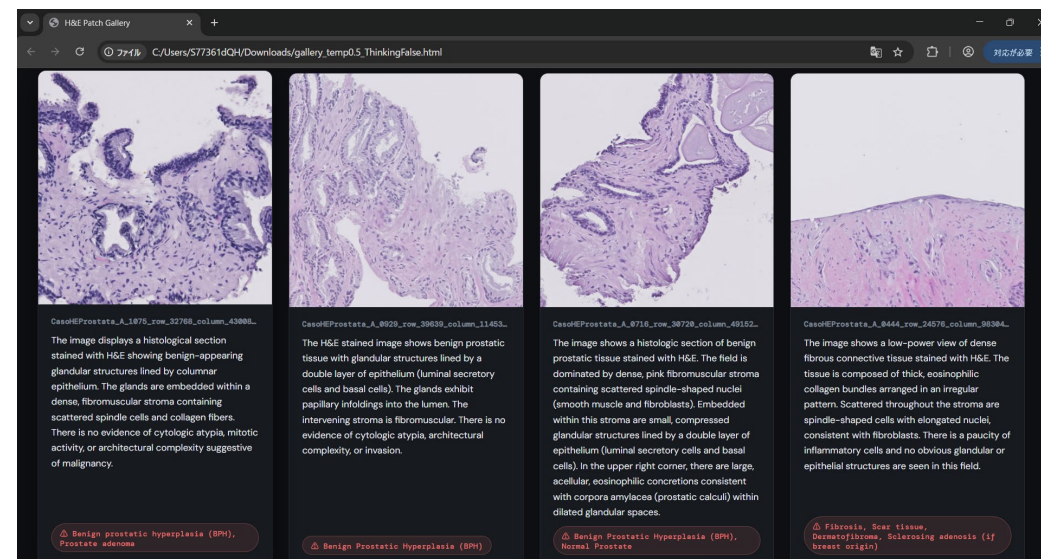 H&E Patch Gallery
ファイル C:/Users/S77361dQH/Downloads/gallery_temp0.5_ThinkingFalse.html
対応が必要
CasoHEProstata_A_1075_row_32768_column_43008…
The image displays a histological section
stained with H&E showing benign-appearing
glandular structures lined by columnar
epithelium. The glands are embedded within a
dense, fibromuscular stroma containing
scattered spindle cells and collagen fibers.
There is no evidence of cytologic atypia, mitotic
activity, or architectural complexity suggestive
of malignancy.
Benign prostatic hyperplasia (BPH),
Prostate adenoma
CasoHEProstata_A_0929_row_39639_column_11453…
The H&E stained image shows benign prostatic
tissue with glandular structures lined by a
double layer of epithelium (luminal secretory
cells and basal cells). The glands exhibit
papillary infoldings into the lumen. The
intervening stroma is fibromuscular. There is no
evidence of cytologic atypia, architectural
complexity, or invasion.
Benign Prostatic Hyperplasia (BPH)
CasoHEProstata_A_0716_row_30720_column_49152…
The image shows a histologic section of benign
prostatic tissue stained with H&E. The field is
dominated by dense, pink fibromuscular stroma
containing scattered spindle-shaped nuclei
(smooth muscle and fibroblasts). Embedded
within this stroma are small, compressed
glandular structures lined by a double layer of
epithelium (luminal secretory cells and basal
cells). In the upper right corner, there are large,
acellular, eosinophilic concretions consistent
with corpora amylacea (prostatic calculi) within
dilated glandular spaces.
Benign Prostatic Hyperplasia (BPH),
Normal Prostate
CasoHEProstata_A_0444_row_24576_column_98304…
The image shows a low-power view of dense
fibrous connective tissue stained with H&E. The
tissue is composed of thick, eosinophilic
collagen bundles arranged in an irregular
pattern. Scattered throughout the stroma are
spindle-shaped cells with elongated nuclei,
consistent with fibroblasts. There is a paucity of
inflammatory cells and no obvious glandular or
epithelial structures are seen in this field.
Fibrosis, Scar tissue,
Dermatofibroma, Sclerosing adenosis (if
breast origin)